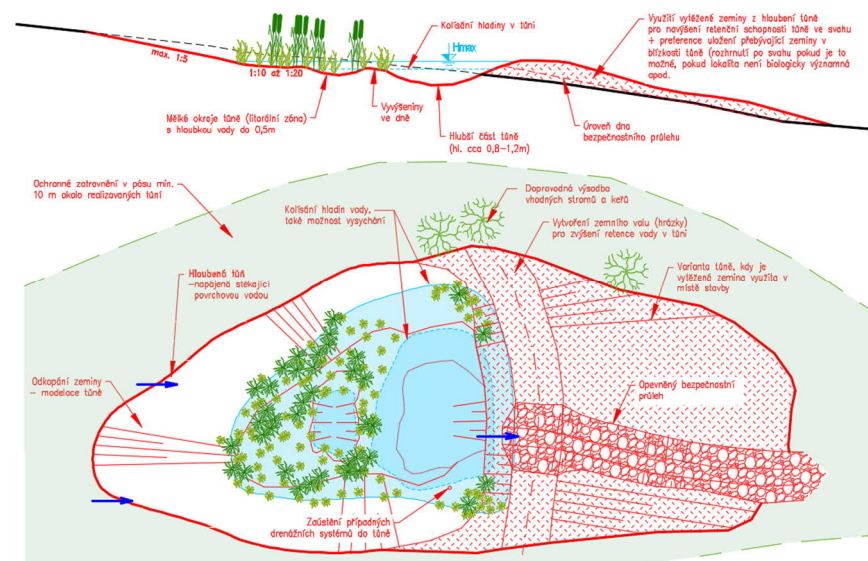 Kolísání hladiny v tůni
Hmax
Využití vytěžené zeminy z hloubení tůně
pro navýšení retenční schopnosti tůně ve svahu
+ preference uložení přebývající zeminy v
blízkosti tůně (rozhrnutí po svahu pokud je to
možné, pokud lokalita není biologicky významná
apod.
max. 1:5
1:10 až 1:20
Mělké okraje tůně (litorální zóna)
s hloubkou vody do 0,5m
Vyvýšeniny
ve dně
Hlubší část tůně
(hl. cca 0,8-1,2m)
Úroveň dna
bezpečnostního průlehu
Ochranné zatravnění v pásu min.
10 m okolo realizovaných tůní
Kolísání hladin vody,
také možnost vysychání
Doprovodná výsadba
vhodných stromů a keřů
Vytvoření zemního valu (hrázky)
pro zvýšení retence vody v tůni
Hloubená tůň
-napájená stékající
povrchovou vodou
Varianta tůně, kdy je
vytěžená zemina využita v
místě stavby
Odkopání zeminy
- modelace tůně
Opevněný bezpečnostní
průleh
Zaústění případných
drenážních systémů do tůně